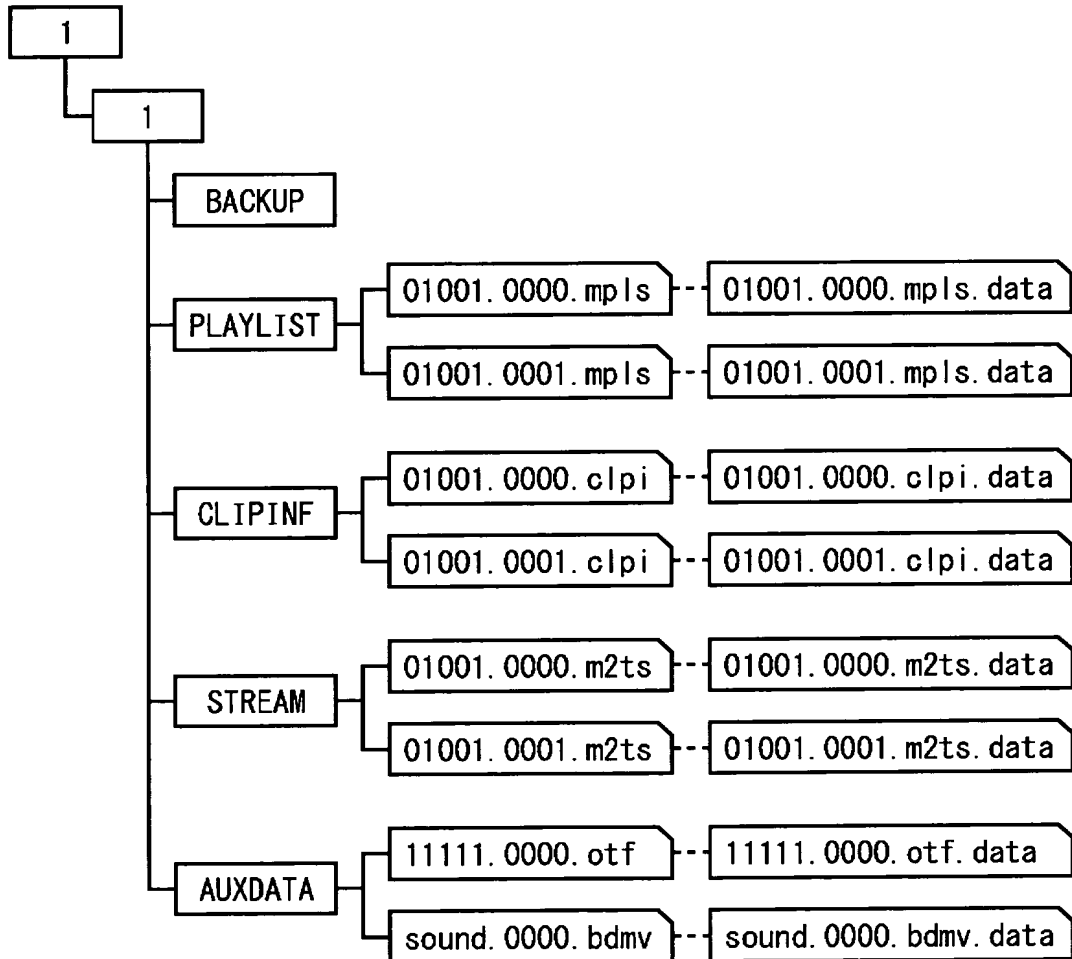 1
1
BACKUP
PLAYLIST
01001.0000.mpls
01001.0000.mpls.data
01001.0001.mpls
01001.0001.mpls.data
CLIPINF
01001.0000.clpi
01001.0000.clpi.data
01001.0001.clpi
01001.0001.clpi.data
STREAM
01001.0000.m2ts
01001.0000.m2ts.data
01001.0001.m2ts
01001.0001.m2ts.data
AUXDATA
11111.0000.otf
11111.0000.otf.data
sound.0000.bdmv
sound.0000.bdmv.data